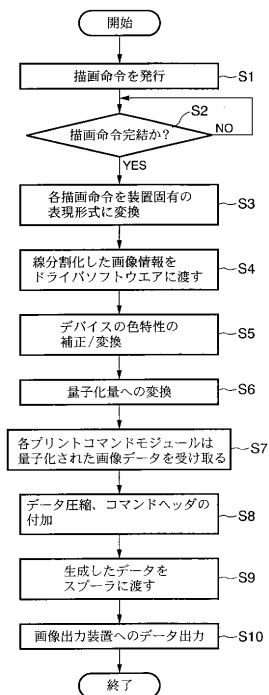 開始
描画命令を発行
S1
S2
描画命令完結か?
NO
YES
各描画命令を装置固有の
表現形式に変換
S3
線分割化した画像情報を
ドライバソフトウエアに渡す
S4
デバイスの色特性の
補正/変換
S5
量子化量への変換
S6
各プリントコマンドモジュールは
量子化された画像データを受け取る
S7
データ圧縮、コマンドヘッダの
付加
S8
生成したデータを
スプーラに渡す
S9
画像出力装置へのデータ出力
S10
終了